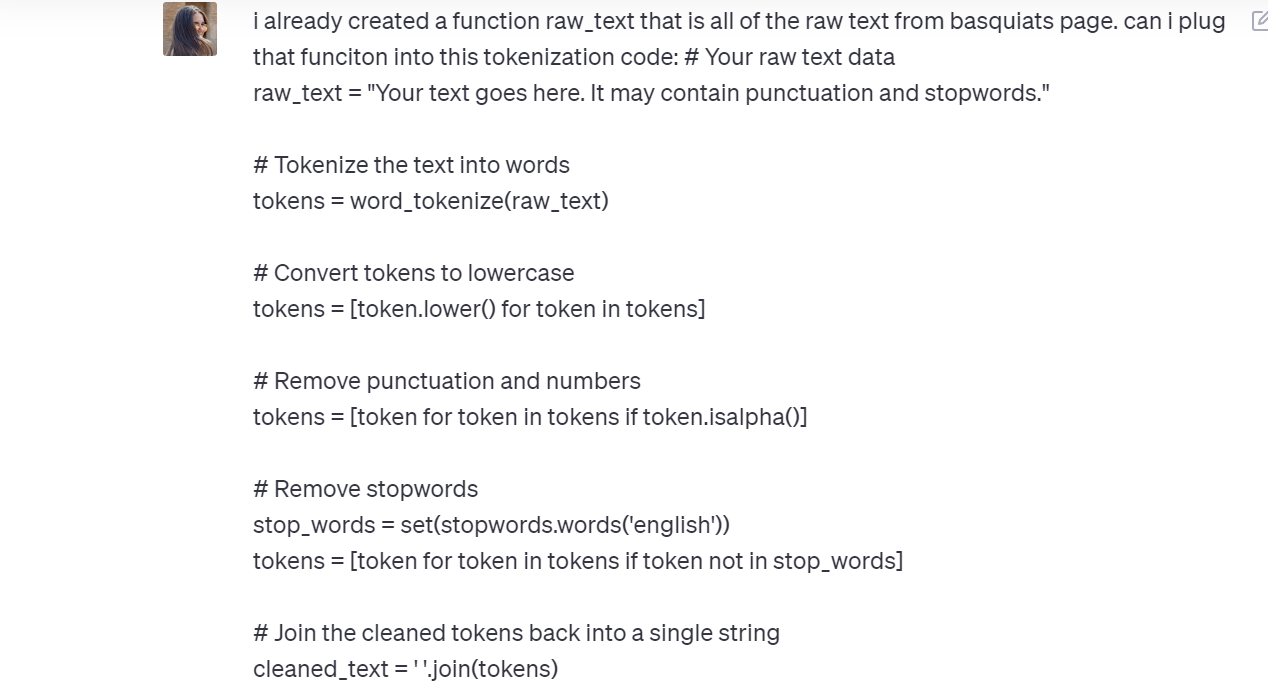 i already created a function raw_text that is all of the raw text from basquiats page. can i plug
that funciton into this tokenization code: # Your raw text data
raw_text = "Your text goes here. It may contain punctuation and stopwords."
# Tokenize the text into words
tokens = word_tokenize(raw_text)
# Convert tokens to lowercase
tokens = [token.lower() for token in tokens]
# Remove punctuation and numbers
tokens = [token for token in tokens if token.isalpha()]
# Remove stopwords
stop_words = set(stopwords.words('english'))
tokens = [token for token in tokens if token not in stop_words]
# Join the cleaned tokens back into a single string
cleaned_text = ' '.join(tokens)